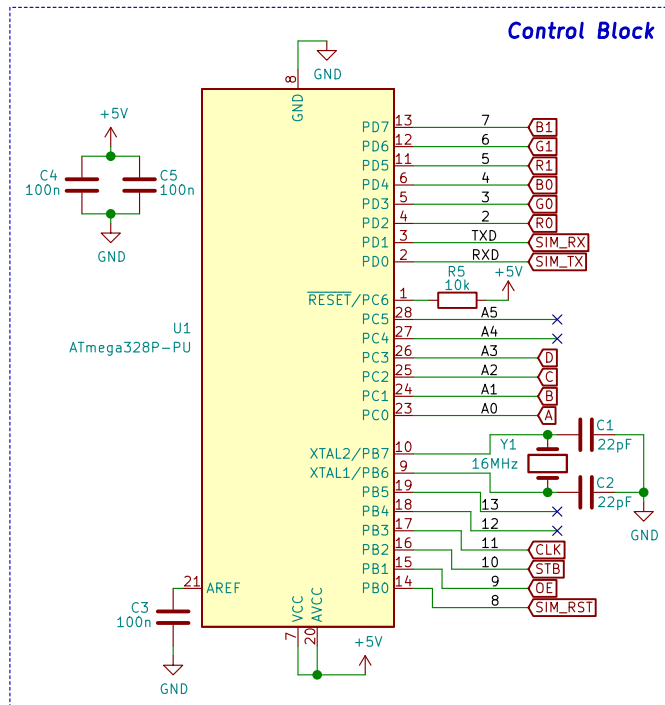 Control Block
GND
8
GND
+5V
C4
100n
C5
100n
GND
PD7 13 7 B1
PD6 12 6 G1
PD5 11 5 R1
PD4 6 4 B0
PD3 5 3 G0
PD2 4 2 R0
PD1 3 TXD SIM_RX
PD0 2 RXD SIM_TX
R5
10k
+5V
RESET/PC6 1
PC5 28 A5
PC4 27 A4
PC3 26 A3 D
PC2 25 A2 C
PC1 24 A1 B
PC0 23 A0 A
U1
ATmega328P-PU
XTAL2/PB7 10
XTAL1/PB6 9
Y1
16MHz
C1
22pF
C2
22pF
GND
PB5 19 13
PB4 18 12
PB3 17 11 CLK
PB2 16 10 STB
PB1 15 9 OE
PB0 14 8 SIM_RST
21 AREF
C3
100n
GND
VCC
7
AVCC
20
+5V